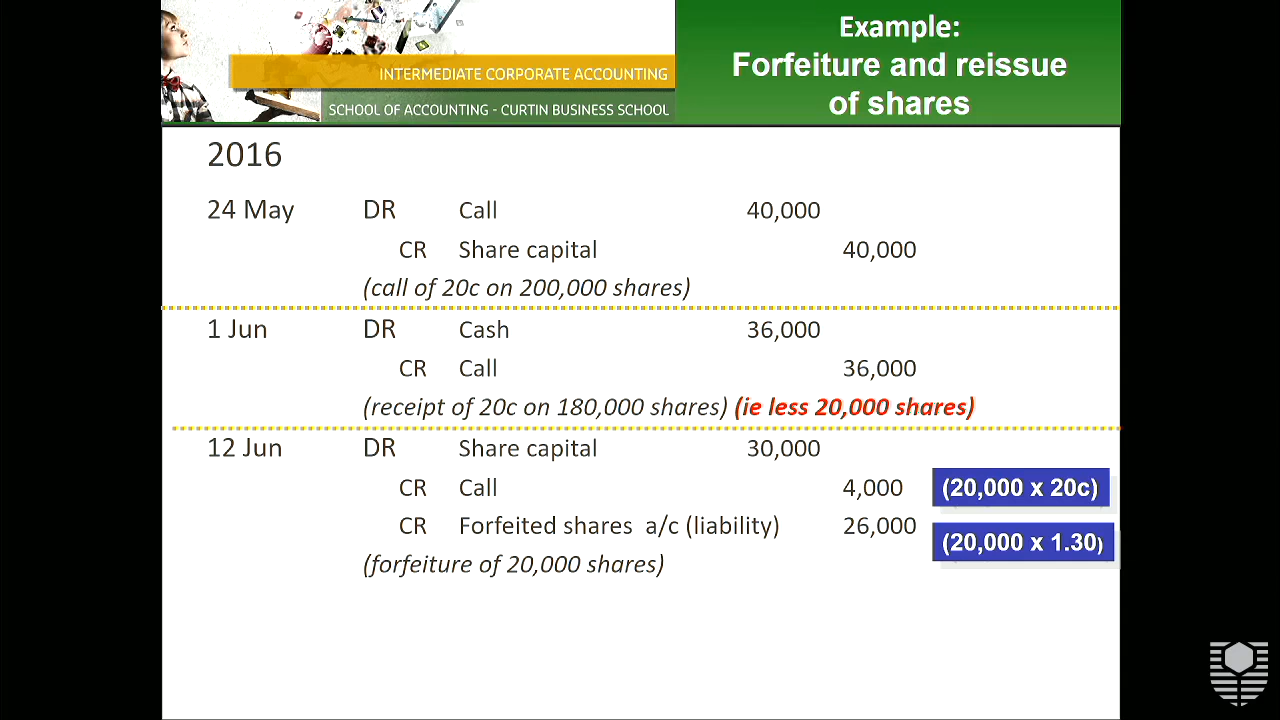 Example:
Forfeiture and reissue
of shares
INTERMEDIATE CORPORATE ACCOUNTING
SCHOOL OF ACCOUNTING - CURTIN BUSINESS SCHOOL
2016
24 May DR Call 40,000
CR Share capital 40,000
(call of 20c on 200,000 shares)
1 Jun DR Cash 36,000
CR Call 36,000
(receipt of 20c on 180,000 shares) (ie less 20,000 shares)
12 Jun DR Share capital 30,000
CR Call 4,000 (20,000 x 20c)
CR Forfeited shares a/c (liability) 26,000 (20,000 x 1.30)
(forfeiture of 20,000 shares)